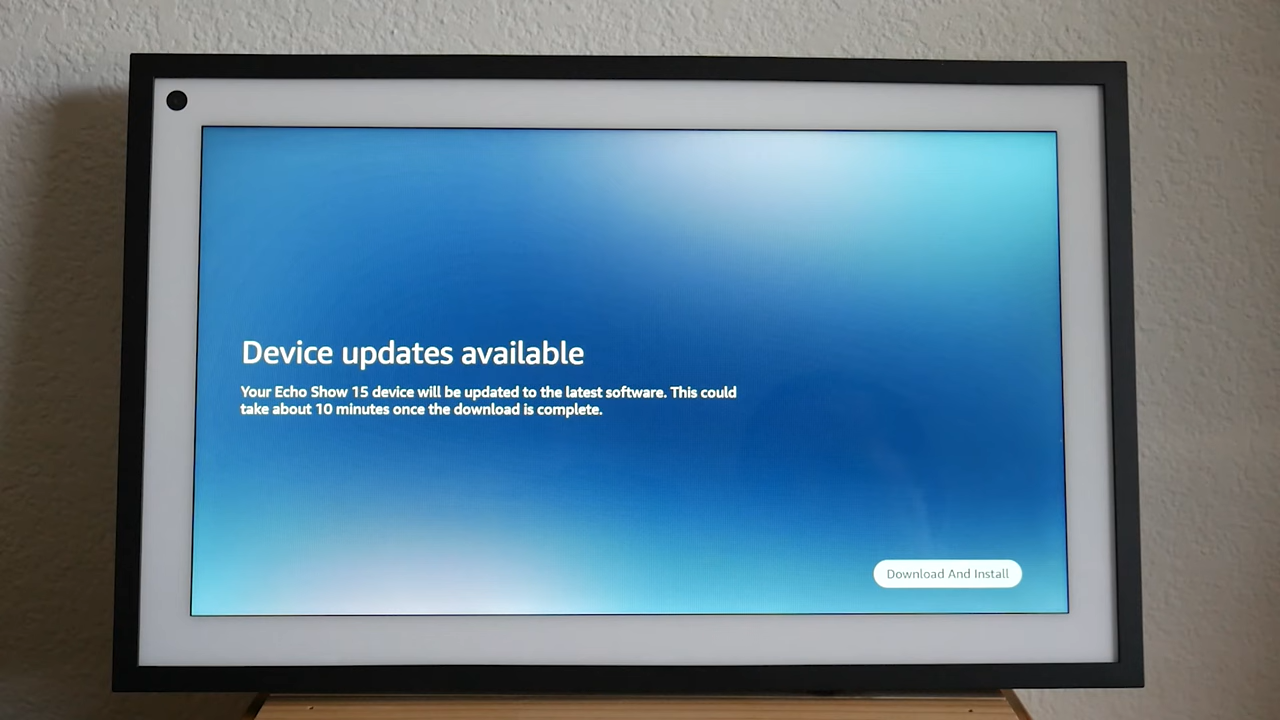 Device updates available
Your Echo Show 15 device will be updated to the latest software. This could
take about 10 minutes once the download is complete.
Download And Install